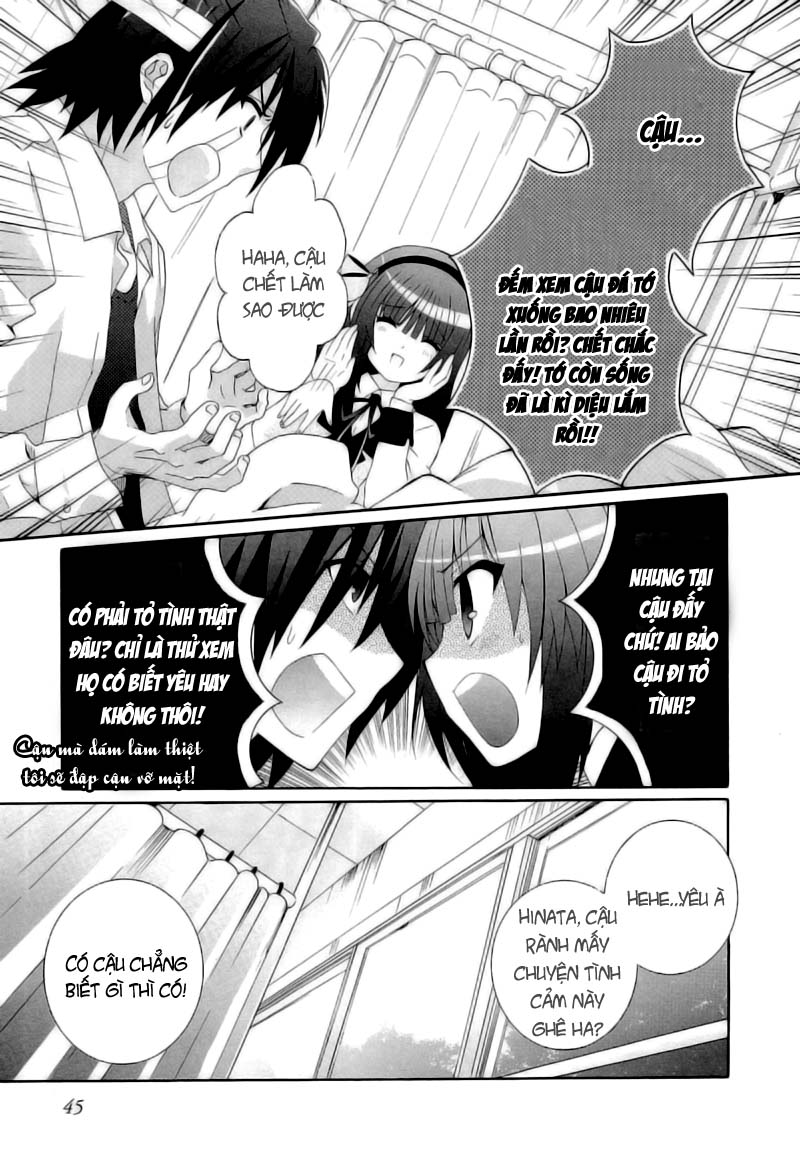 CẬU...
ĐẾM XEM CẬU ĐÁ TỚ
XUỐNG BAO NHIÊU
LẦN RỒI? CHẾT CHẮC
ĐẤY! TỚ CÒN SỐNG
ĐÃ LÀ KÌ DIỆU LẮM
RỒI!!
HAHA, CẬU
CHẾT LÀM
SAO ĐƯỢC
NHƯNG TẠI
CẬU ĐẤY
CHỨ! AI BẢO
CẬU ĐI TỎ
TÌNH?
CÓ PHẢI TỎ TÌNH THẬT
ĐÂU? CHỈ LÀ THỬ XEM
HỌ CÓ BIẾT YÊU HAY
KHÔNG THÔI!
Cậu mà dám làm thiệt
tôi sẽ đập cậu vỡ mặt!
HEHE...YÊU À
HINATA, CẬU
RÀNH MẤY
CHUYỆN TÌNH
CẢM NÀY
GHÊ HA?
CÓ CẬU CHẲNG
BIẾT GÌ THÌ CÓ!
45